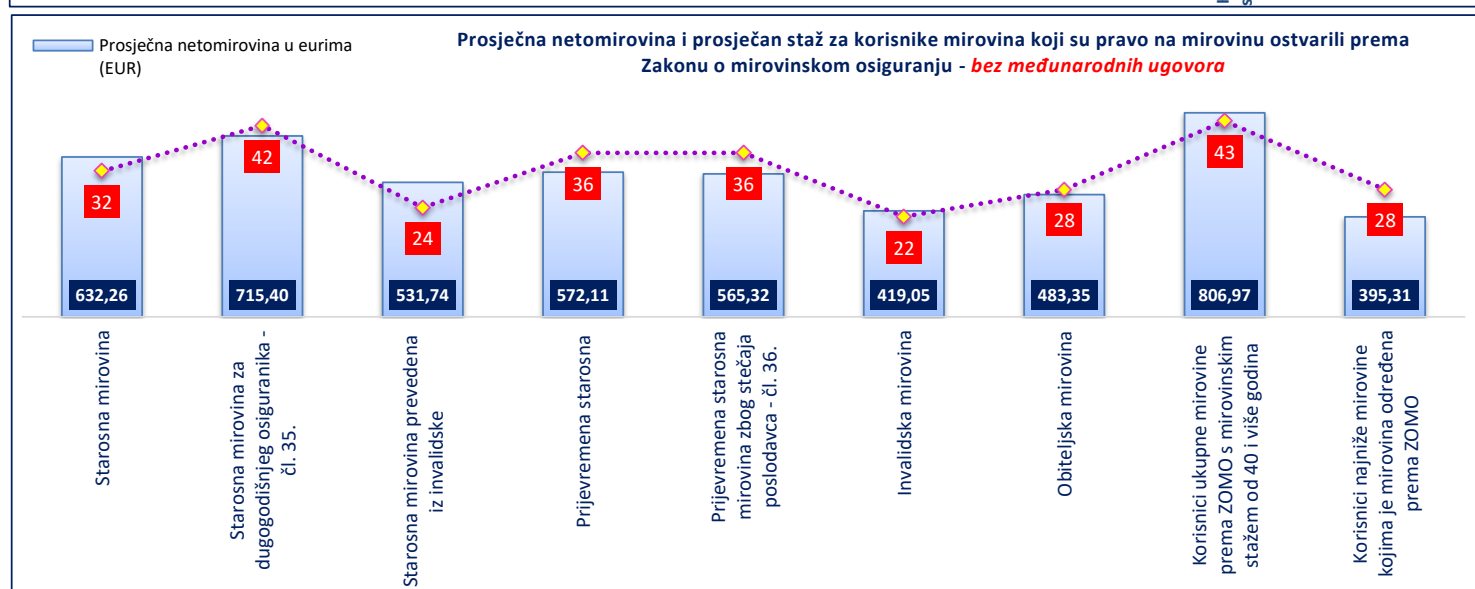 Prosječna netomirovina u eurima
(EUR)
Prosječna netomirovina i prosječan staž za korisnike mirovina koji su pravo na mirovinu ostvarili prema
Zakonu o mirovinskom osiguranju - bez međunarodnih ugovora
32
42
24
36
36
22
28
43
28
632,26
715,40
531,74
572,11
565,32
419,05
483,35
806,97
395,31
Starosna mirovina
Starosna mirovina za
dugogodišnjeg osiguranika -
čl. 35.
Starosna mirovina prevedena
iz invalidske
Prijevremena starosna
Prijevremena starosna
mirovina zbog stečaja
poslodavca - čl. 36.
Invalidska mirovina
Obiteljska mirovina
Korisnici ukupne mirovine
prema ZOMO s mirovinskim
stažem od 40 i više godina
Korisnici najniže mirovine
kojima je mirovina određena
prema ZOMO